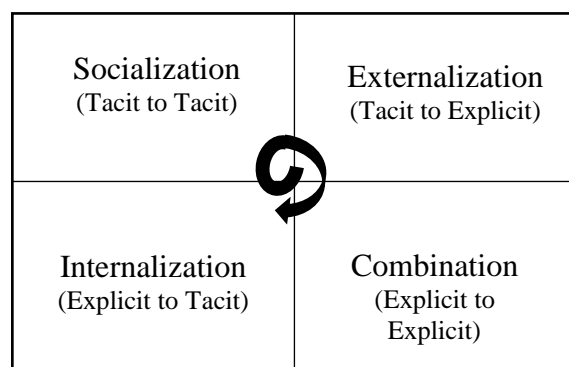 Socialization
(Tacit to Tacit)
Externalization
(Tacit to Explicit)
Internalization
(Explicit to Tacit)
Combination
(Explicit to
Explicit)